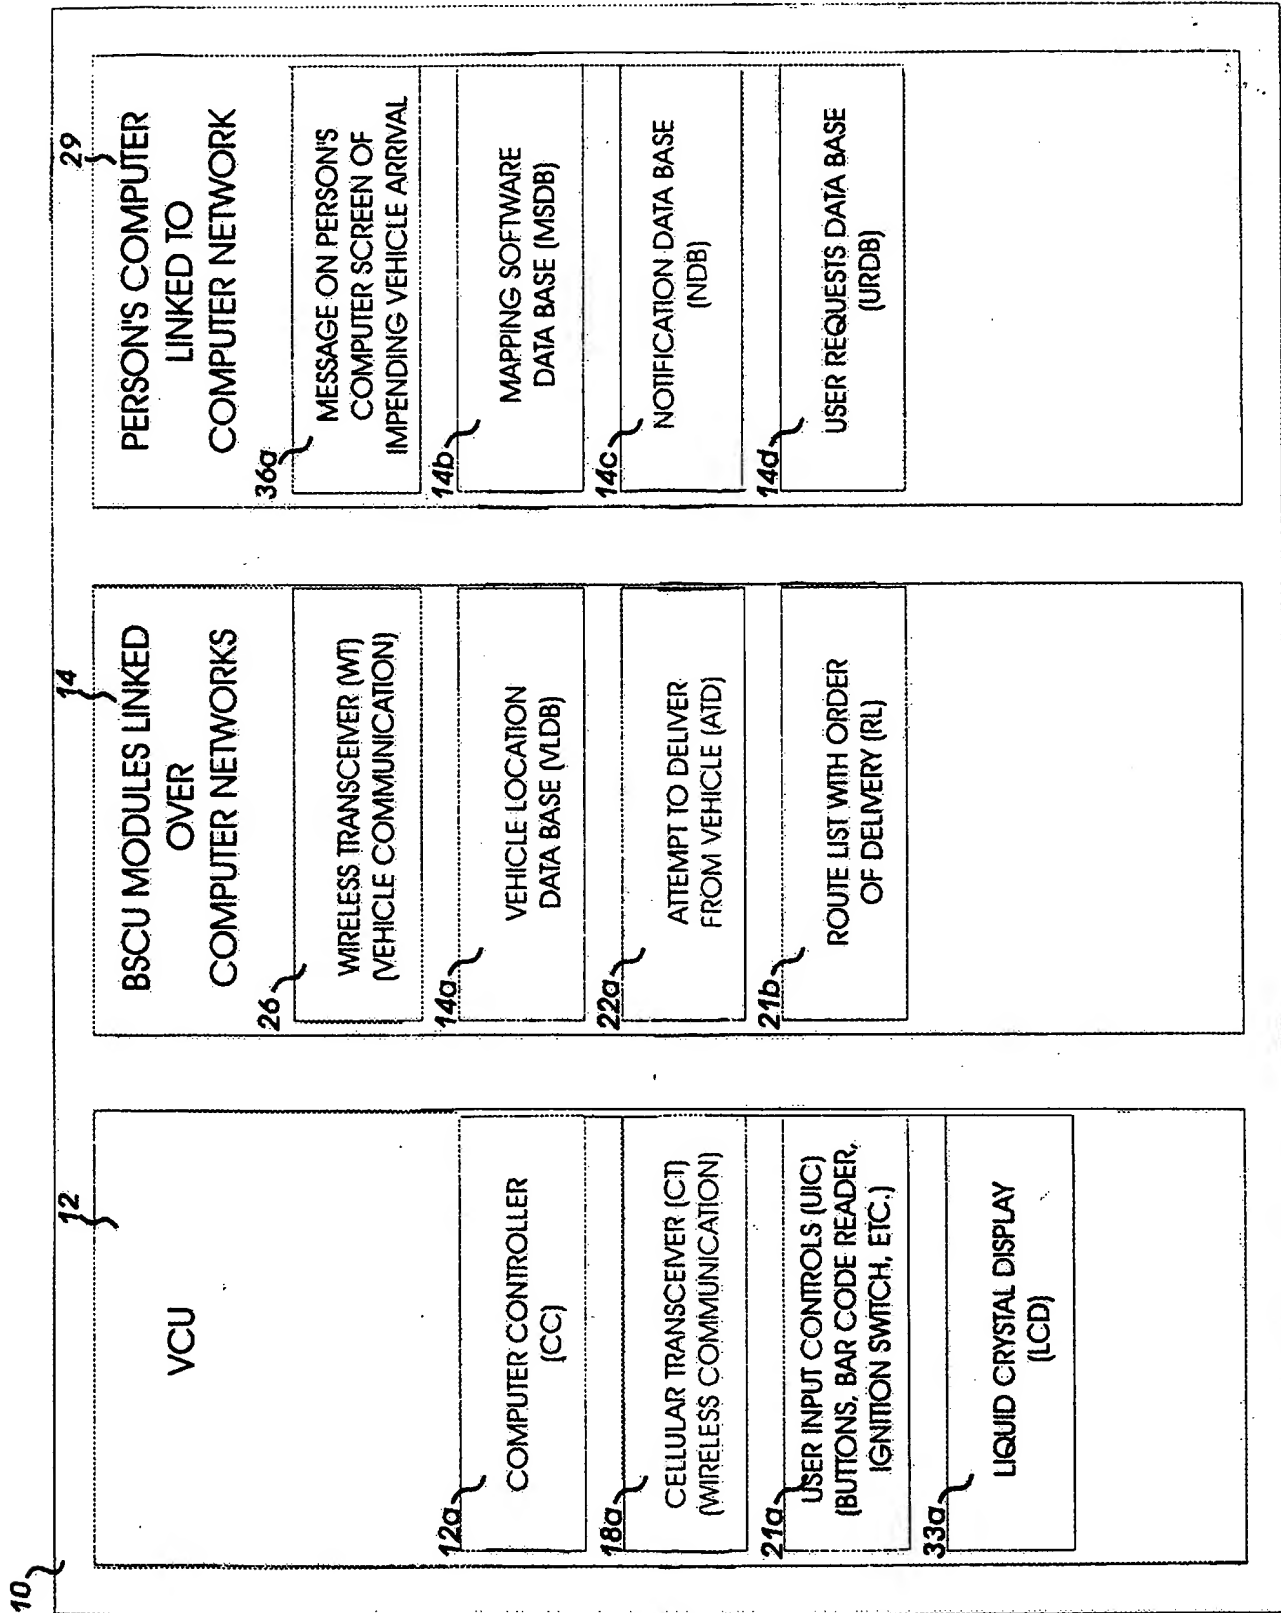 10
12
VCU
12a
COMPUTER CONTROLLER
(CC)
18a
CELLULAR TRANSCEIVER (CT)
(WIRELESS COMMUNICATION)
21a
USER INPUT CONTROLS (UIC)
(BUTTONS, BAR CODE READER,
IGNITION SWITCH, ETC.)
33a
LIQUID CRYSTAL DISPLAY
(LCD)
14
BSCU MODULES LINKED
OVER
COMPUTER NETWORKS
26
WIRELESS TRANSCEIVER (WT)
(VEHICLE COMMUNICATION)
14a
VEHICLE LOCATION
DATA BASE (VLDB)
22a
ATTEMPT TO DELIVER
FROM VEHICLE (ATD)
21b
ROUTE LIST WITH ORDER
OF DELIVERY (RL)
29
PERSON'S COMPUTER
LINKED TO
COMPUTER NETWORK
36a
MESSAGE ON PERSON'S
COMPUTER SCREEN OF
IMPENDING VEHICLE ARRIVAL
14b
MAPPING SOFTWARE
DATA BASE (MSDB)
14c
NOTIFICATION DATA BASE
(NDB)
14d
USER REQUESTS DATA BASE
(URDB)